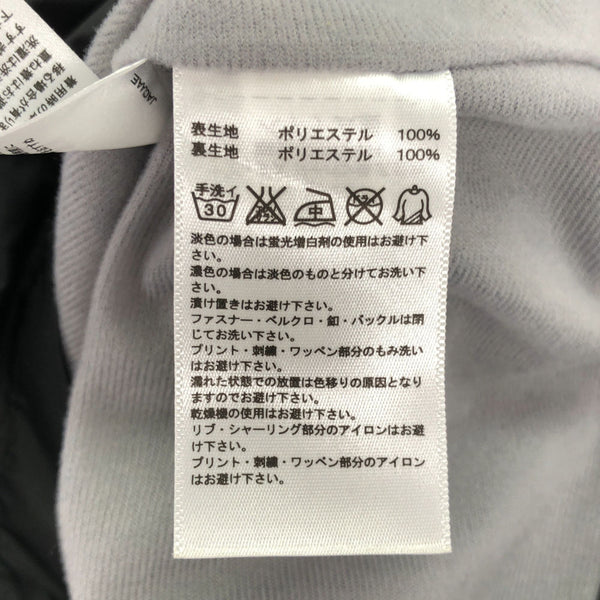 表生地 ポリエステル 100%
裏生地 ポリエステル 100%
手洗イ
30
中
淡色の場合は蛍光増白剤の使用はお避け下
さい。
濃色の場合は淡色のものと分けてお洗い下
さい。
漬け置きはお避け下さい。
ファスナー・ベルクロ・釦・バックルは閉
じてお洗い下さい。
プリント・刺繍・ワッペン部分のもみ洗い
はお避け下さい。
濡れた状態での放置は色移りの原因となり
ますのでお避け下さい。
乾燥機の使用はお避け下さい。
リブ・シャーリング部分のアイロンはお避
け下さい。
プリント・刺繍・ワッペン部分のアイロン
はお避け下さい。